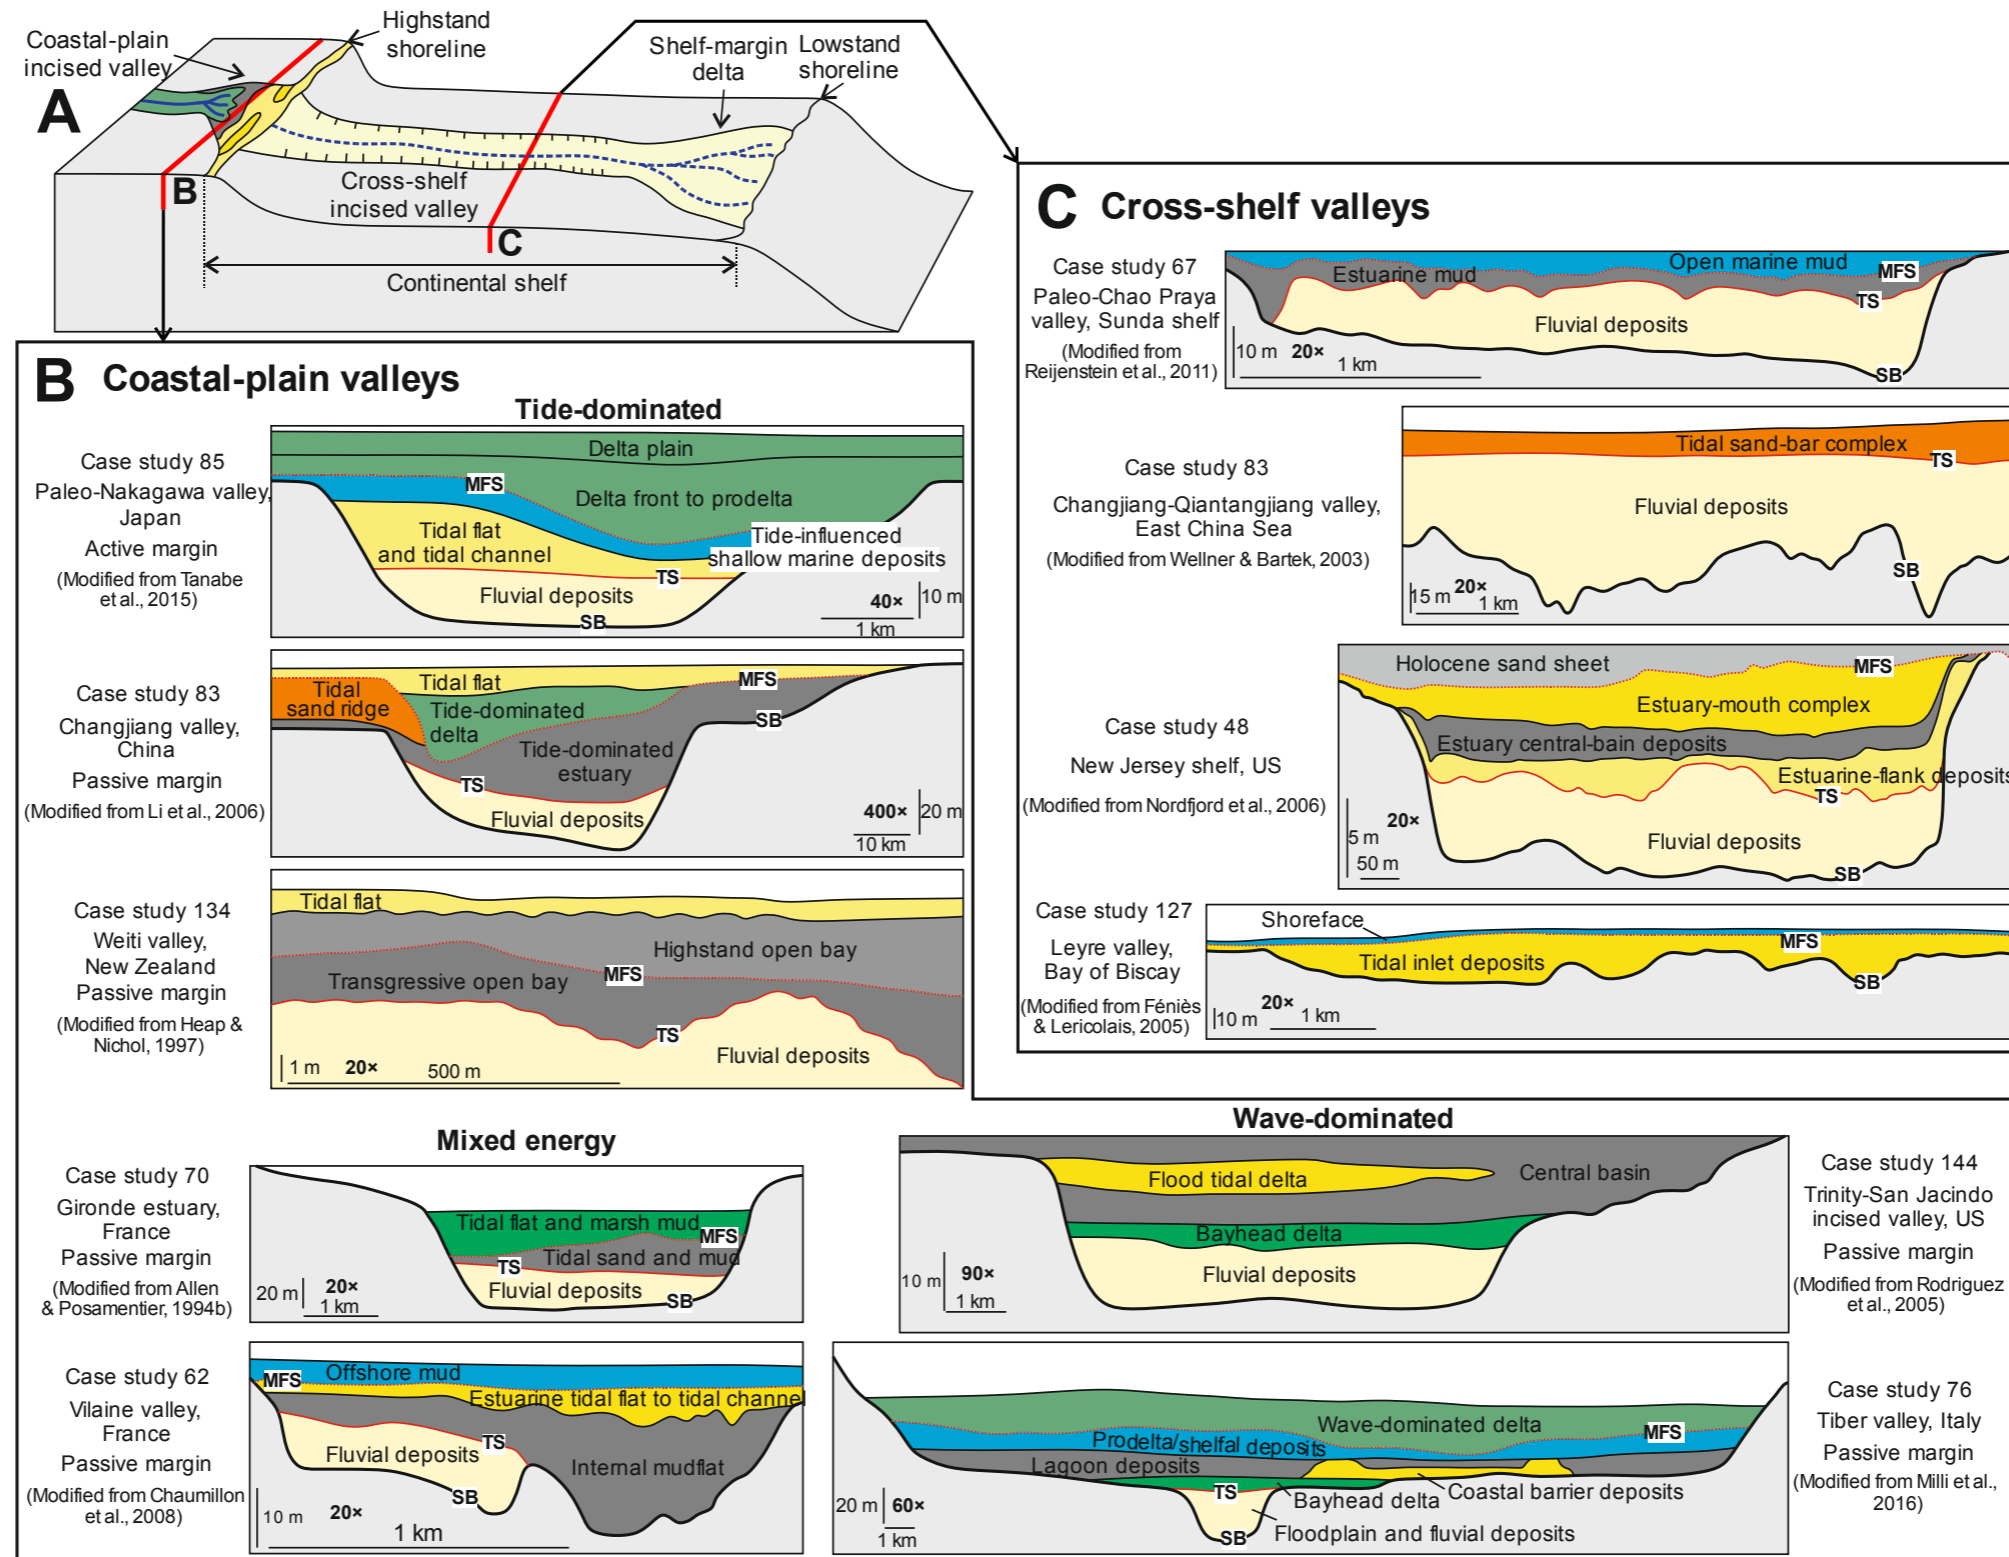 Highstand
shoreline
Coastal-plain
incised valley
Shelf-margin
delta
Lowstand
shoreline
A
B
Cross-shelf
incised valley
C
Continental shelf
B Coastal-plain valleys
Tide-dominated
Case study 85
Paleo-Nakagawa valley,
Japan
Active margin
(Modified from Tanabe
et al., 2015)
Delta plain
MFS
Delta front to prodelta
Tidal flat
and tidal channel
Tide-influenced
shallow marine deposits
TS
Fluvial deposits
SB
40×
10 m
1 km
Case study 83
Changjiang valley,
China
Passive margin
(Modified from Li et al., 2006)
Tidal
sand ridge
Tidal flat
MFS
Tide-dominated
delta
SB
Tide-dominated
estuary
TS
Fluvial deposits
400×
20 m
10 km
Case study 134
Weiti valley,
New Zealand
Passive margin
(Modified from Heap &
Nichol, 1997)
Tidal flat
Highstand open bay
MFS
Transgressive open bay
TS
Fluvial deposits
1 m 20× 500 m
Mixed energy
Case study 70
Gironde estuary,
France
Passive margin
(Modified from Allen
& Posamentier, 1994b)
Tidal flat and marsh mud
MFS
TS
Tidal sand and mud
Fluvial deposits
SB
20 m
20×
1 km
Case study 62
Vilaine valley,
France
Passive margin
(Modified from Chaumillon
et al., 2008)
MFS
Offshore mud
Estuarine tidal flat to tidal channel
TS
Fluvial deposits
Internal mudflat
SB
10 m 20×
1 km
C Cross-shelf valleys
Case study 67
Paleo-Chao Praya
valley, Sunda shelf
(Modified from
Reijenstein et al., 2011)
Open marine mud
MFS
Estuarine mud
TS
Fluvial deposits
10 m 20×
1 km
SB
Case study 83
Changjiang-Qiantangjiang valley,
East China Sea
(Modified from Wellner & Bartek, 2003)
Tidal sand-bar complex
TS
Fluvial deposits
SB
15 m 20×
1 km
Case study 48
New Jersey shelf, US
(Modified from Nordfjord et al., 2006)
Holocene sand sheet
MFS
Estuary-mouth complex
Estuary central-bain deposits
Estuarine-flank deposits
TS
Fluvial deposits
SB
20×
5 m
50 m
Case study 127
Leyre valley,
Bay of Biscay
(Modified from Féniès
& Lericolais, 2005)
Shoreface
MFS
Tidal inlet deposits
SB
10 m 20×
1 km
Wave-dominated
Case study 144
Trinity-San Jacindo
incised valley, US
Passive margin
(Modified from Rodriguez
et al., 2005)
Flood tidal delta
Central basin
Bayhead delta
Fluvial deposits
10 m 90×
1 km
Case study 76
Tiber valley, Italy
Passive margin
(Modified from Milli et al.,
2016)
Wave-dominated delta
MFS
Prodelta/shelfal deposits
Lagoon deposits
TS
Bayhead delta
Coastal barrier deposits
SB
Floodplain and fluvial deposits
20 m 60×
1 km